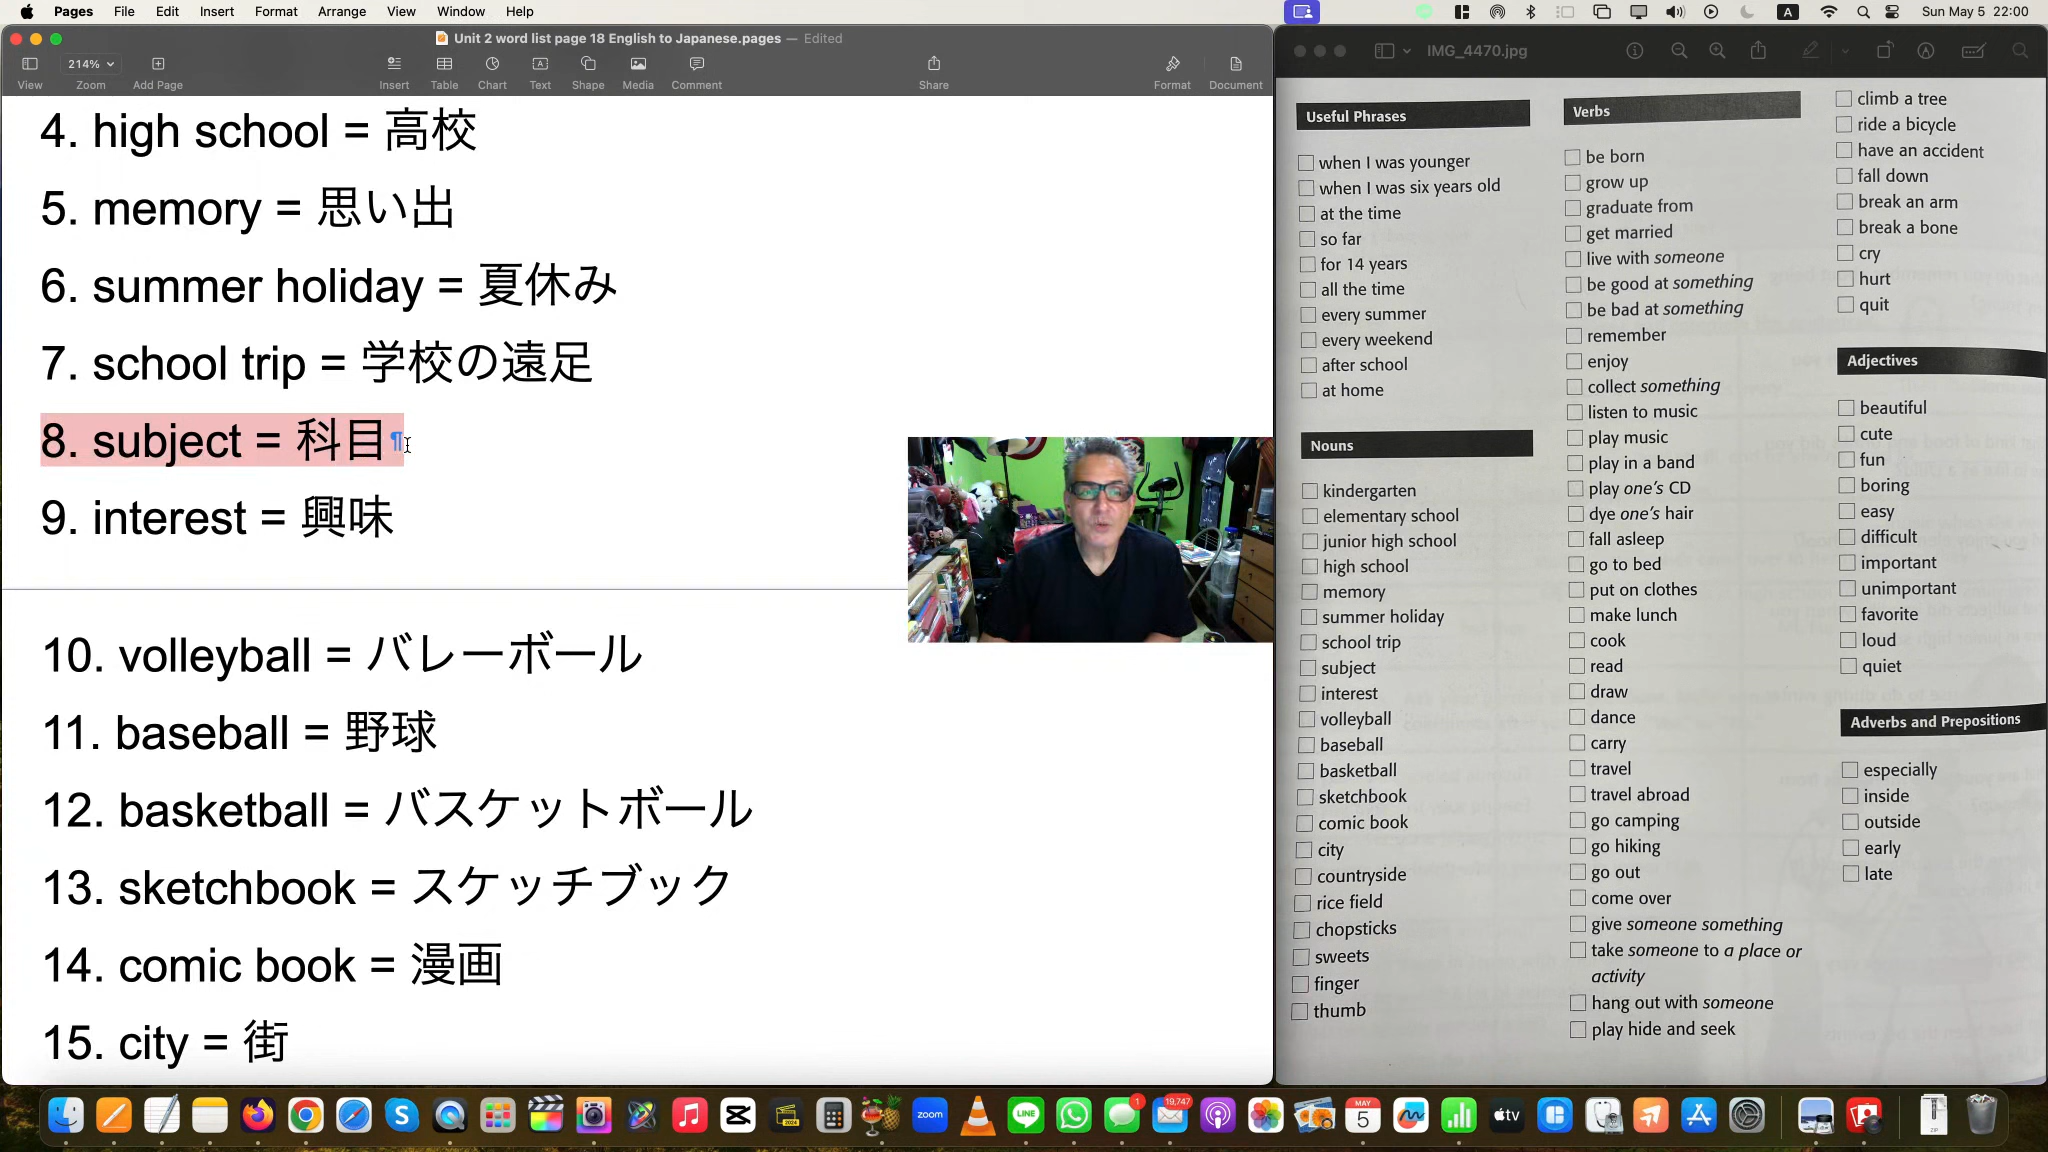 Pages File Edit Insert Format Arrange View Window Help
A Sun May 5 22:00
Unit 2 word list page 18 English to Japanese.pages — Edited
214%
View Zoom Add Page Insert Table Chart Text Shape Media Comment Share Format Document
4. high school = 高校
5. memory = 思い出
6. summer holiday = 夏休み
7. school trip = 学校の遠足
8. subject = 科目¶
9. interest = 興味
10. volleyball = バレーボール
11. baseball = 野球
12. basketball = バスケットボール
13. sketchbook = スケッチブック
14. comic book = 漫画
15. city = 街
IMG_4470.jpg
Useful Phrases
when I was younger
when I was six years old
at the time
so far
for 14 years
all the time
every summer
every weekend
after school
at home
Nouns
kindergarten
elementary school
junior high school
high school
memory
summer holiday
school trip
subject
interest
volleyball
baseball
basketball
sketchbook
comic book
city
countryside
rice field
chopsticks
sweets
finger
thumb
Verbs
be born
grow up
graduate from
get married
live with someone
be good at something
be bad at something
remember
enjoy
collect something
listen to music
play music
play in a band
play one's CD
dye one's hair
fall asleep
go to bed
put on clothes
make lunch
cook
read
draw
dance
carry
travel
travel abroad
go camping
go hiking
go out
come over
give someone something
take someone to a place or
activity
hang out with someone
play hide and seek
climb a tree
ride a bicycle
have an accident
fall down
break an arm
break a bone
cry
hurt
quit
Adjectives
beautiful
cute
fun
boring
easy
difficult
important
unimportant
favorite
loud
quiet
Adverbs and Prepositions
especially
inside
outside
early
late
zoom
LINE
1
19,747
MAY
5
tv
2024
ZIP